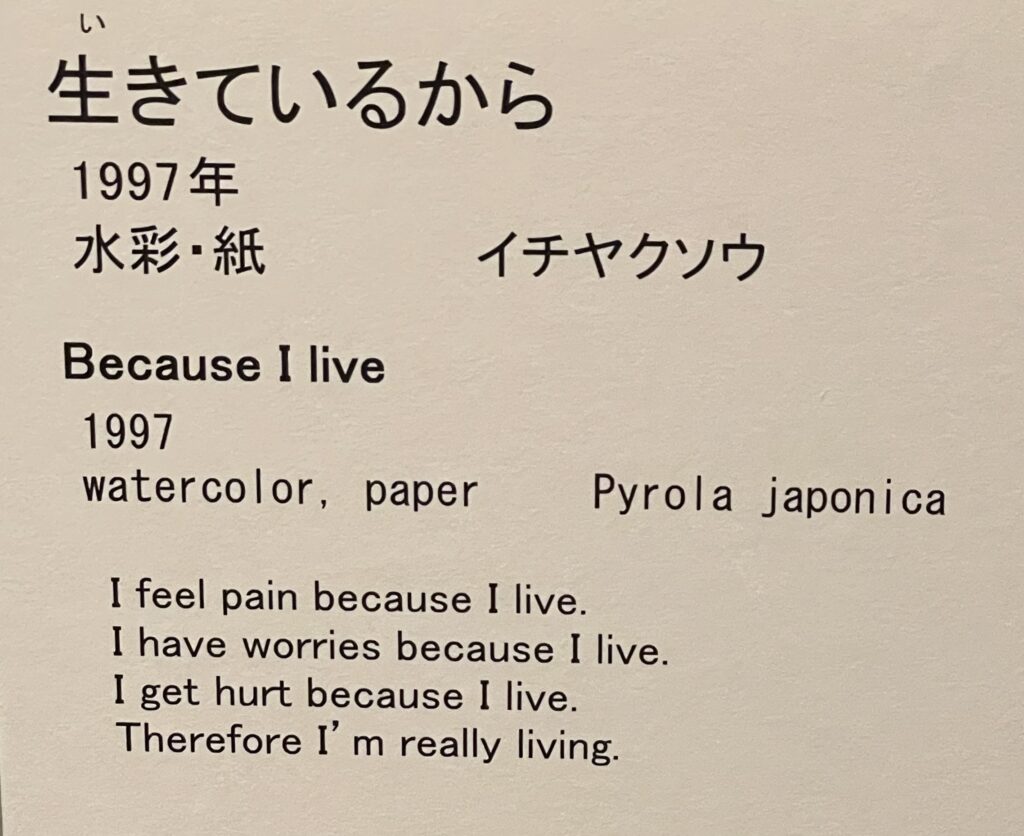 い
生きているから
1997年
水彩・紙 イチヤクソウ
Because I live
1997
watercolor, paper Pyrola japonica
I feel pain because I live.
I have worries because I live.
I get hurt because I live.
Therefore I'm really living.